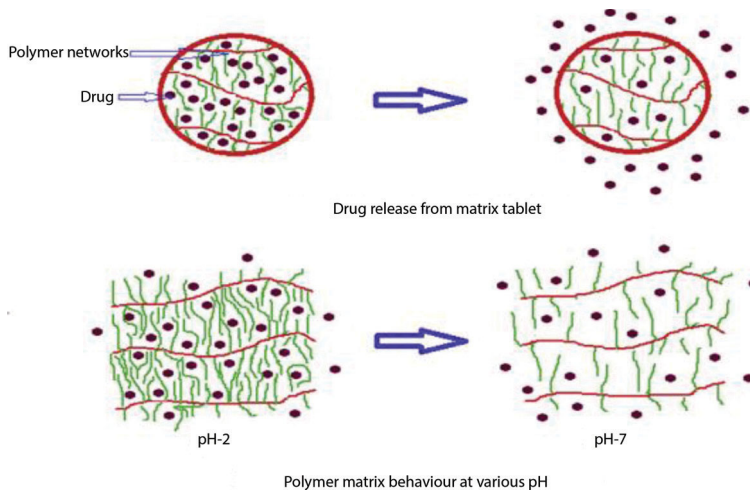 Polymer networks
Drug
Drug release from matrix tablet
pH-2
pH-7
Polymer matrix behaviour at various pH